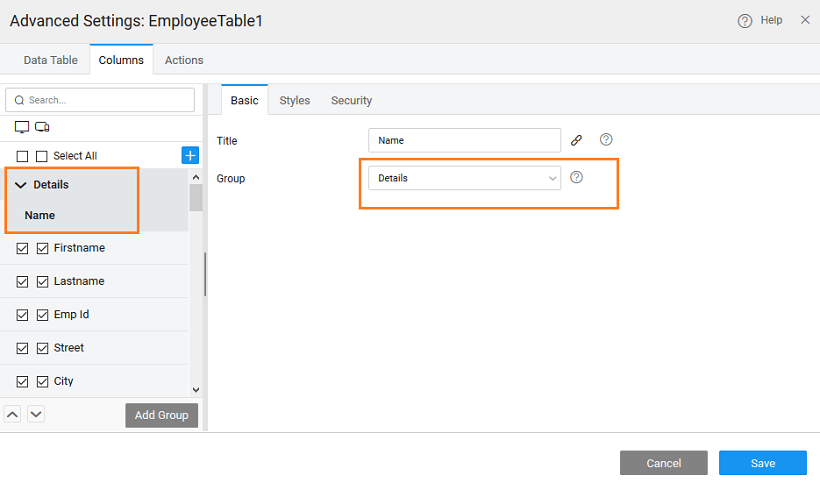 Advanced Settings: EmployeeTable1
Help
Data Table Columns Actions
Search...
Basic Styles Security
Select All
Title Name
Group Details
Details
Name
Firstname
Lastname
Emp Id
Street
City
Add Group
Cancel Save